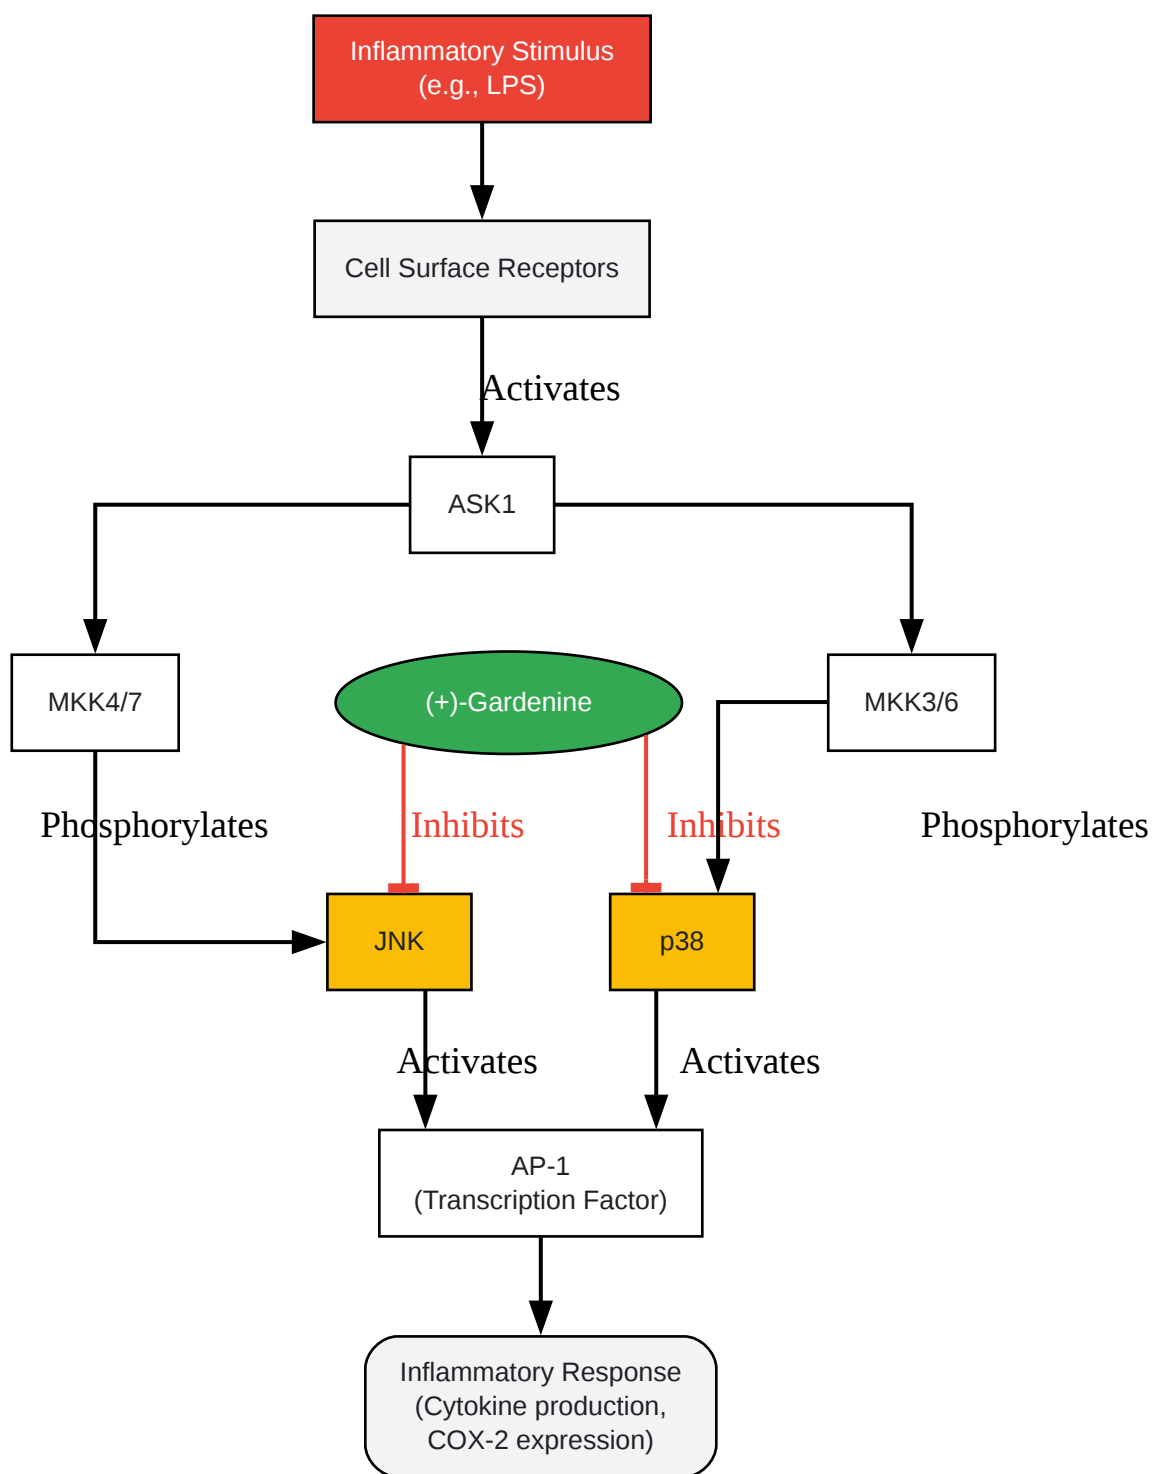 Inflammatory Stimulus
(e.g., LPS)
Cell Surface Receptors
Activates
ASK1
MKK4/7
(+)-Gardenine
MKK3/6
Phosphorylates
Inhibits
Inhibits
Phosphorylates
JNK
p38
Activates
Activates
AP-1
(Transcription Factor)
Inflammatory Response
(Cytokine production,
COX-2 expression)